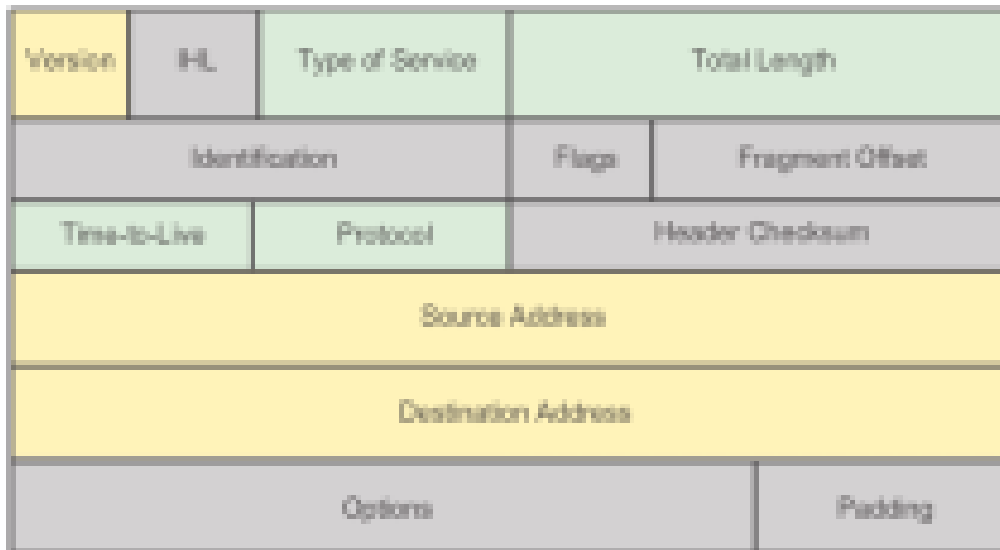 Version IHL Type of Service Total Length
Identification Flags Fragment Offset
Time-to-Live Protocol Header Checksum
Source Address
Destination Address
Options Padding